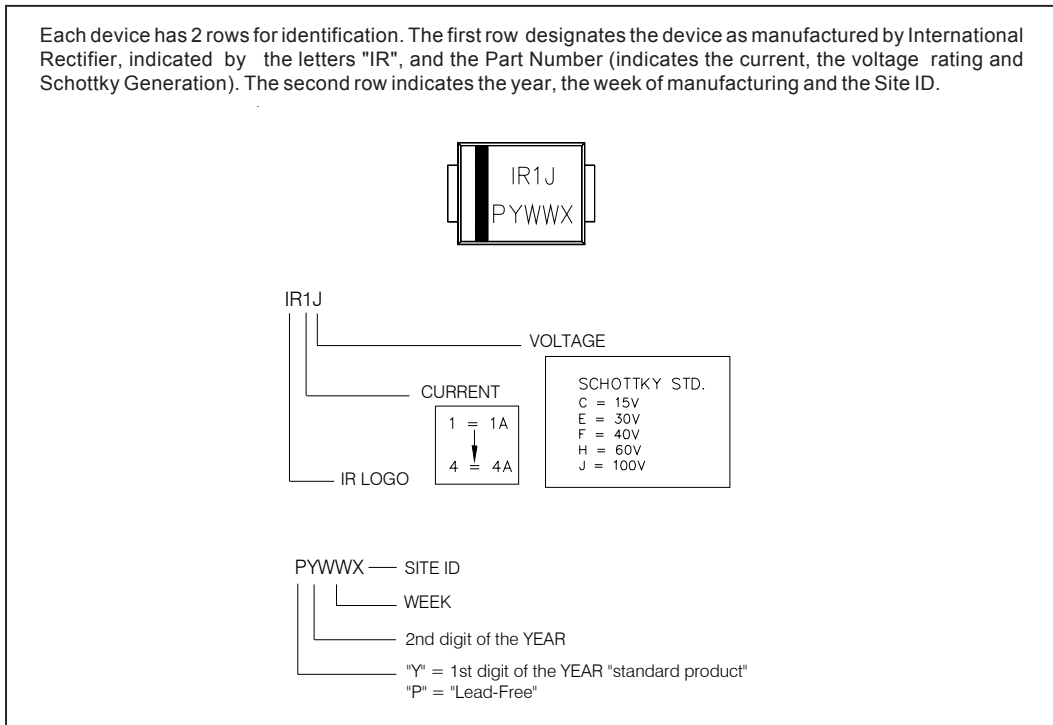 Each device has 2 rows for identification. The first row designates the device as manufactured by International
Rectifier, indicated by the letters "IR", and the Part Number (indicates the current, the voltage rating and
Schottky Generation). The second row indicates the year, the week of manufacturing and the Site ID.
IR1J
PYWWX
IR1J
VOLTAGE
SCHOTTKY STD.
C = 15V
E = 30V
F = 40V
H = 60V
J = 100V
CURRENT
1 = 1A
4 = 4A
IR LOGO
PYWWX
SITE ID
WEEK
2nd digit of the YEAR
"Y" = 1st digit of the YEAR "standard product"
"P" = "Lead-Free"